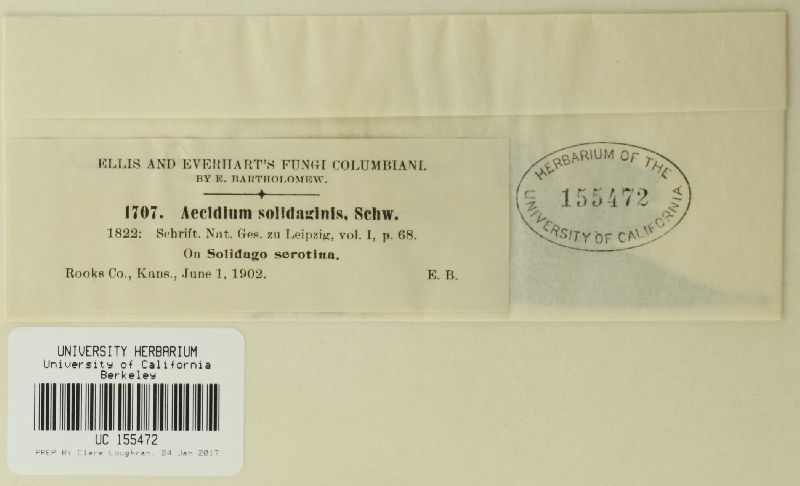 ELLIS AND EVERHART'S FUNGI COLUMBIANI.
BY E. BARTHOLOMEW.
1707. Aecidium solidaginis, Schw.
1822: Schrift. Nat. Ges. zu Leipzig, vol. I, p. 68.
On Solidago serotina.
Rooks Co., Kans., June 1, 1902. E. B.
HERBARIUM OF THE
155472
UNIVERSITY OF CALIFORNIA
UNIVERSITY HERBARIUM
University of California
Berkeley
UC 155472
PREP By Clare Loughran, 24 Jan 2017